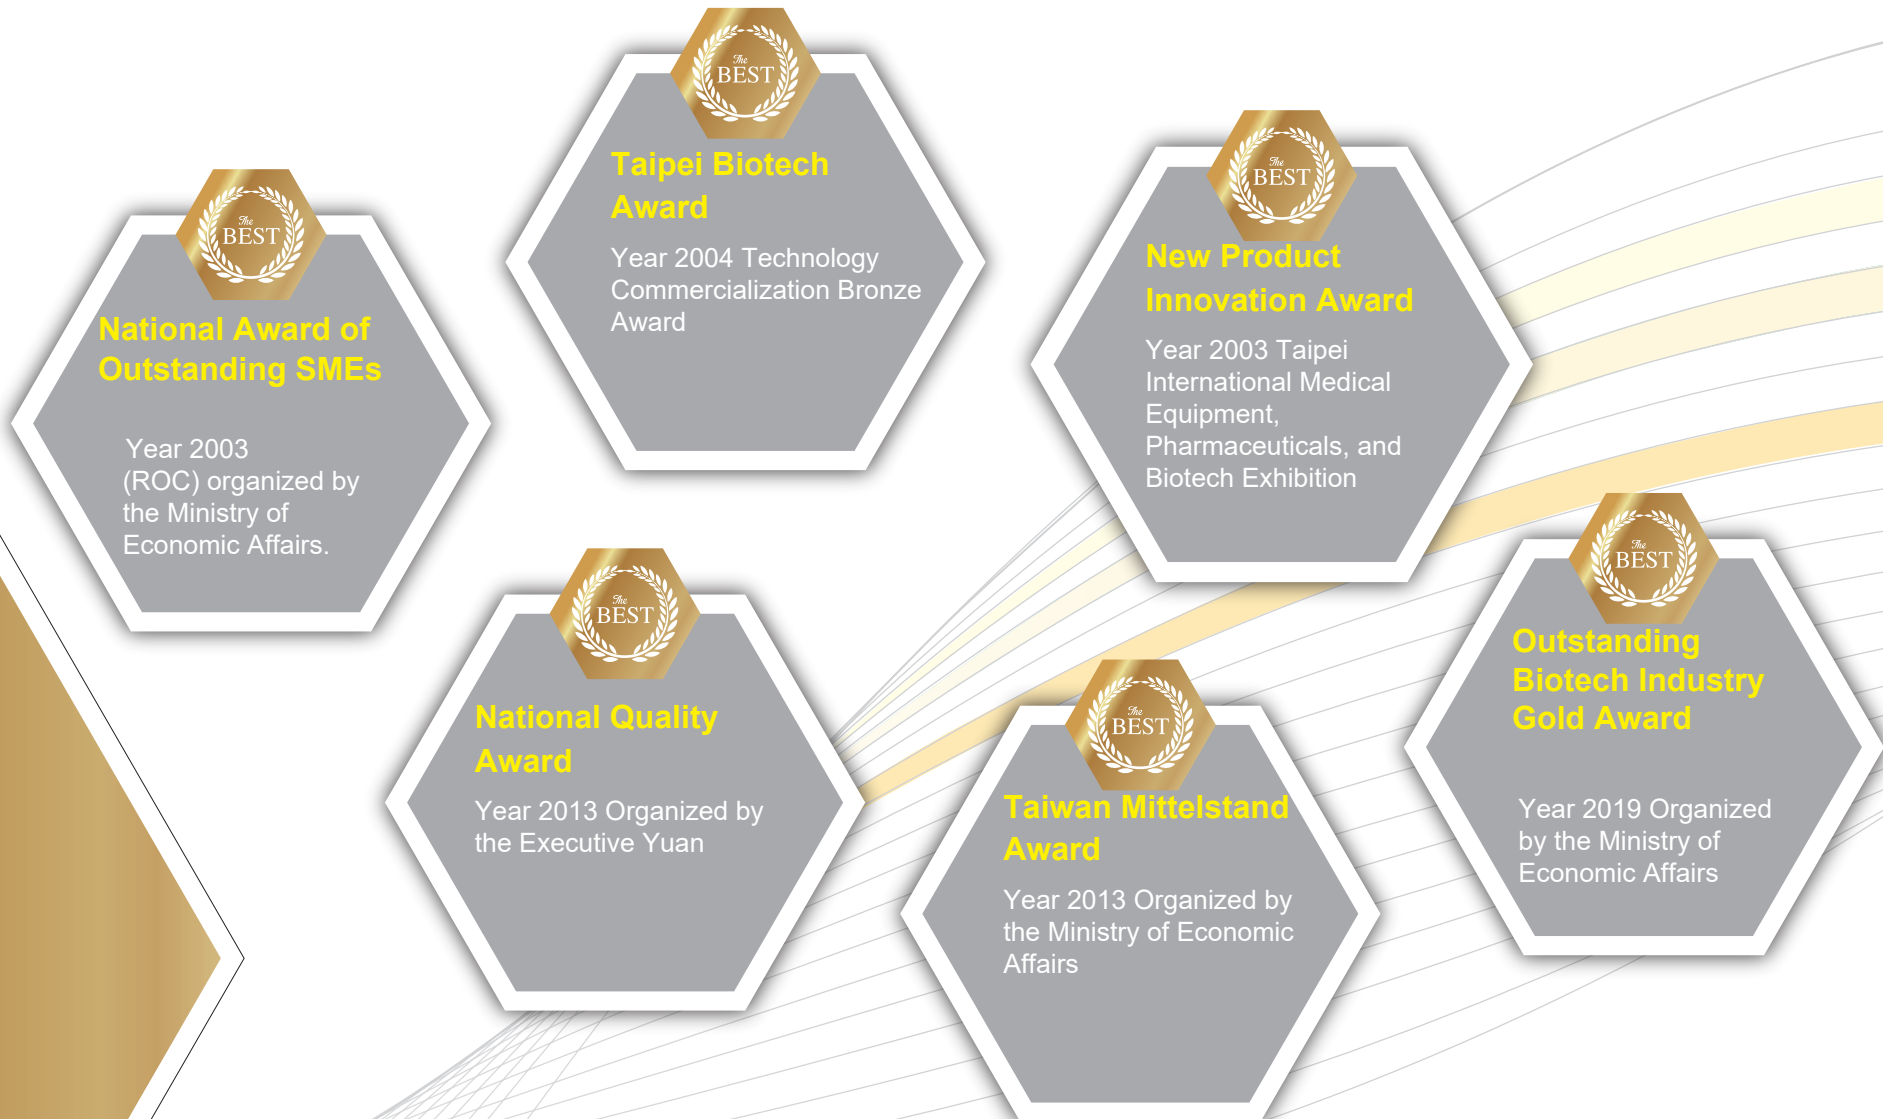 The
BEST
National Award of
Outstanding SMEs
Year 2003
(ROC) organized by
the Ministry of
Economic Affairs.
The
BEST
Taipei Biotech
Award
Year 2004 Technology
Commercialization Bronze
Award
The
BEST
New Product
Innovation Award
Year 2003 Taipei
International Medical
Equipment,
Pharmaceuticals, and
Biotech Exhibition
The
BEST
National Quality
Award
Year 2013 Organized by
the Executive Yuan
The
BEST
Taiwan Mittelstand
Award
Year 2013 Organized by
the Ministry of Economic
Affairs
The
BEST
Outstanding
Biotech Industry
Gold Award
Year 2019 Organized
by the Ministry of
Economic Affairs